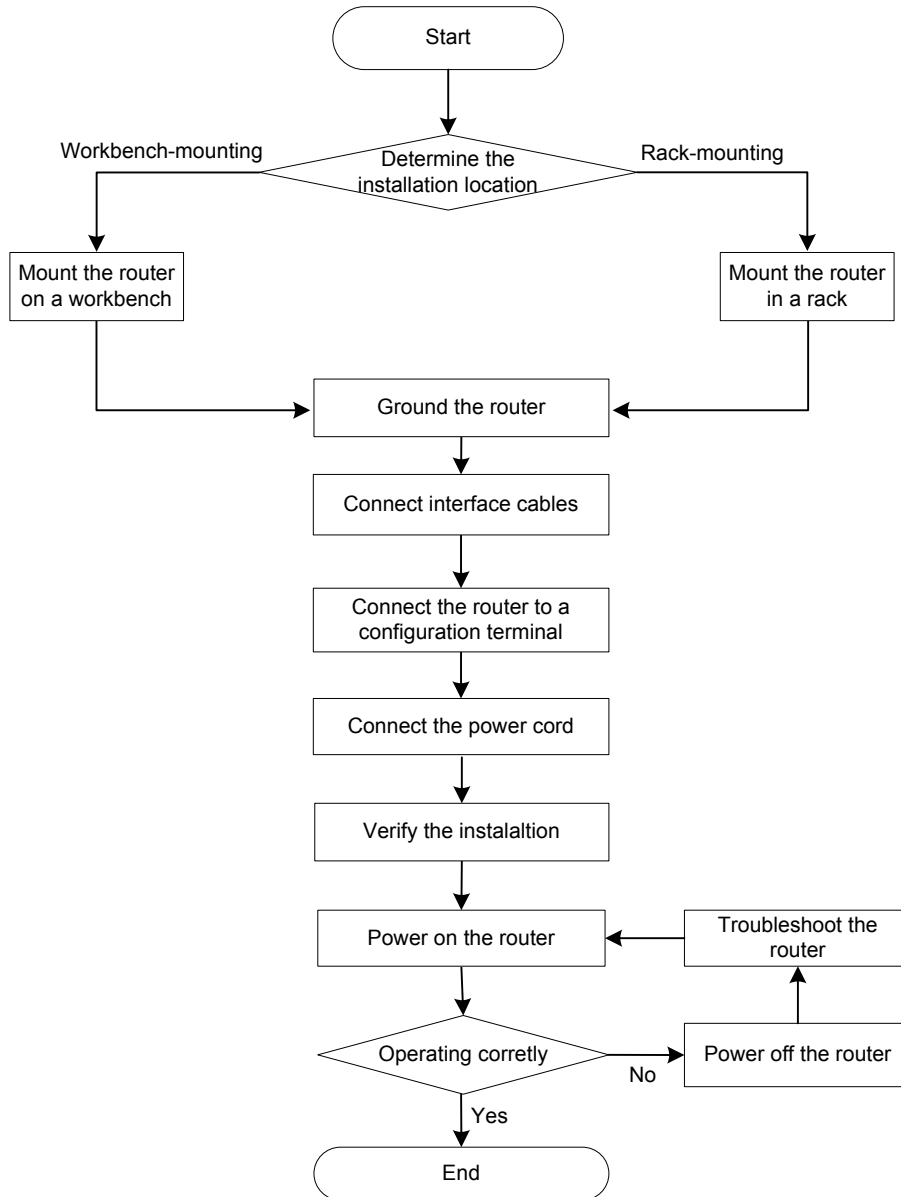 Start
Workbench-mounting
Determine the
installation location
Rack-mounting
Mount the router
on a workbench
Mount the router
in a rack
Ground the router
Connect interface cables
Connect the router to a
configuration terminal
Connect the power cord
Verify the instalaltion
Power on the router
Troubleshoot the
router
Operating corretly
No
Power off the router
Yes
End